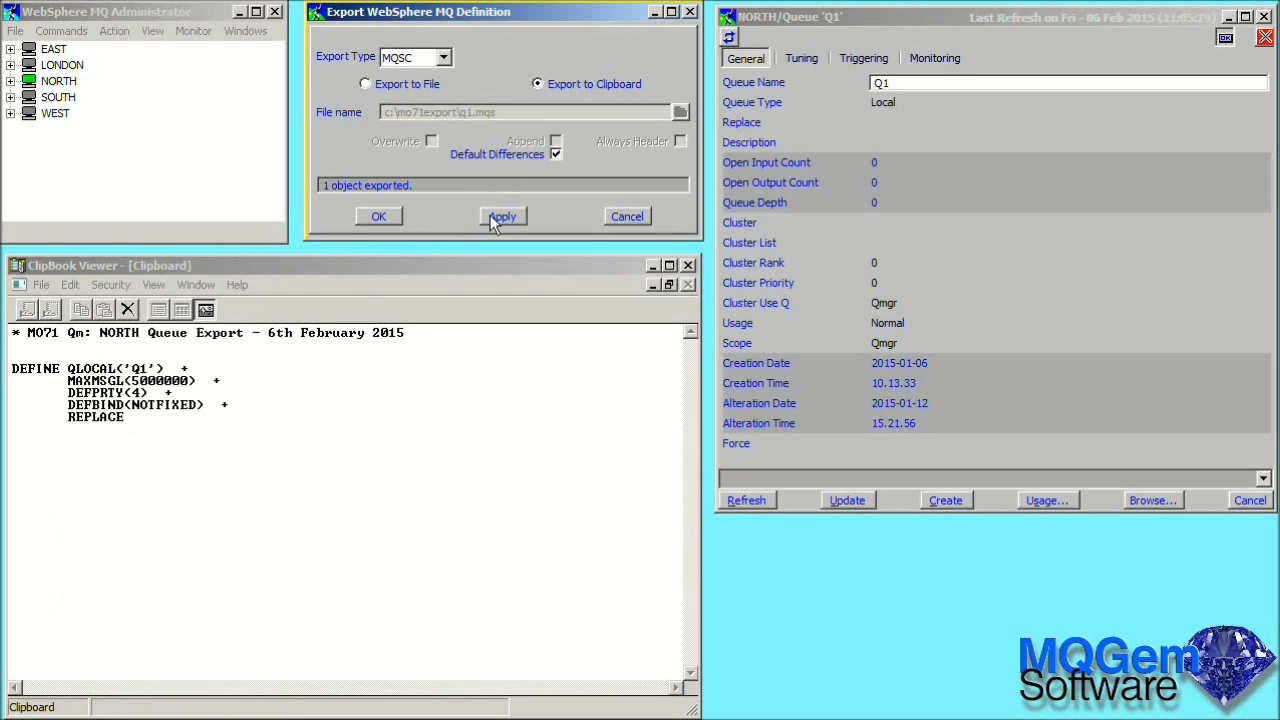 WebSphere MQ Administrator
File Commands Action View Monitor Windows
EAST
LONDON
NORTH
SOUTH
WEST
Export WebSphere MQ Definition
Export Type MQSC
Export to File Export to Clipboard
File name c:\mo71export\q1.mqs
Overwrite Append Always Header
Default Differences
1 object exported.
OK Apply Cancel
NORTH/Queue 'Q1' Last Refresh on Fri - 06 Feb 2015 (11:05:19)
OK
General Tuning Triggering Monitoring
Queue Name Q1
Queue Type Local
Replace
Description
Open Input Count 0
Open Output Count 0
Queue Depth 0
Cluster
Cluster List
Cluster Rank 0
Cluster Priority 0
Cluster Use Q Qmgr
Usage Normal
Scope Qmgr
Creation Date 2015-01-06
Creation Time 10.13.33
Alteration Date 2015-01-12
Alteration Time 15.21.56
Force
Refresh Update Create Usage... Browse... Cancel
ClipBook Viewer - [Clipboard]
File Edit Security View Window Help
* MO71 Qm: NORTH Queue Export - 6th February 2015
DEFINE QLOCAL('Q1') +
MAXMSGL(5000000) +
DEFPRTY(4) +
DEFBIND(NOTFIXED) +
REPLACE
Clipboard
MQGem
Software